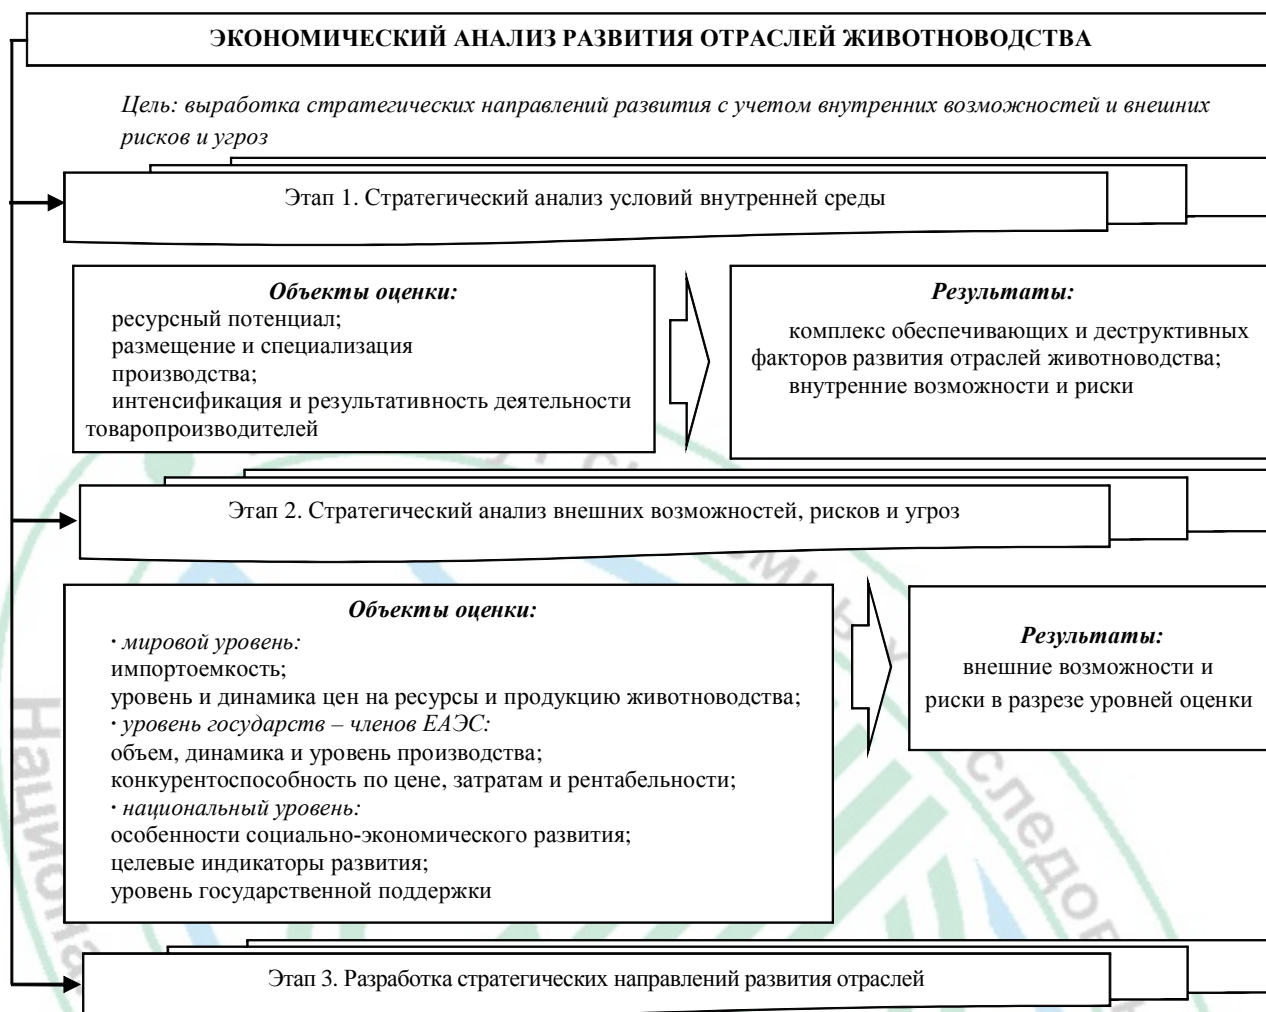 ЭКОНОМИЧЕСКИЙ АНАЛИЗ РАЗВИТИЯ ОТРАСЛЕЙ ЖИВОТНОВОДСТВА
Цель: выработка стратегических направлений развития с учетом внутренних возможностей и внешних
рисков и угроз
Этап 1. Стратегический анализ условий внутренней среды
Объекты оценки:
ресурсный потенциал;
размещение и специализация
производства;
интенсификация и результативность деятельности
товаропроизводителей
Результаты:
комплекс обеспечивающих и деструктивных
факторов развития отраслей животноводства;
внутренние возможности и риски
Этап 2. Стратегический анализ внешних возможностей, рисков и угроз
Объекты оценки:
· мировой уровень:
импортоемкость;
уровень и динамика цен на ресурсы и продукцию животноводства;
· уровень государств – членов ЕАЭС:
объем, динамика и уровень производства;
конкурентоспособность по цене, затратам и рентабельности;
· национальный уровень:
особенности социально-экономического развития;
целевые индикаторы развития;
уровень государственной поддержки
Результаты:
внешние возможности и
риски в разрезе уровней оценки
Этап 3. Разработка стратегических направлений развития отраслей